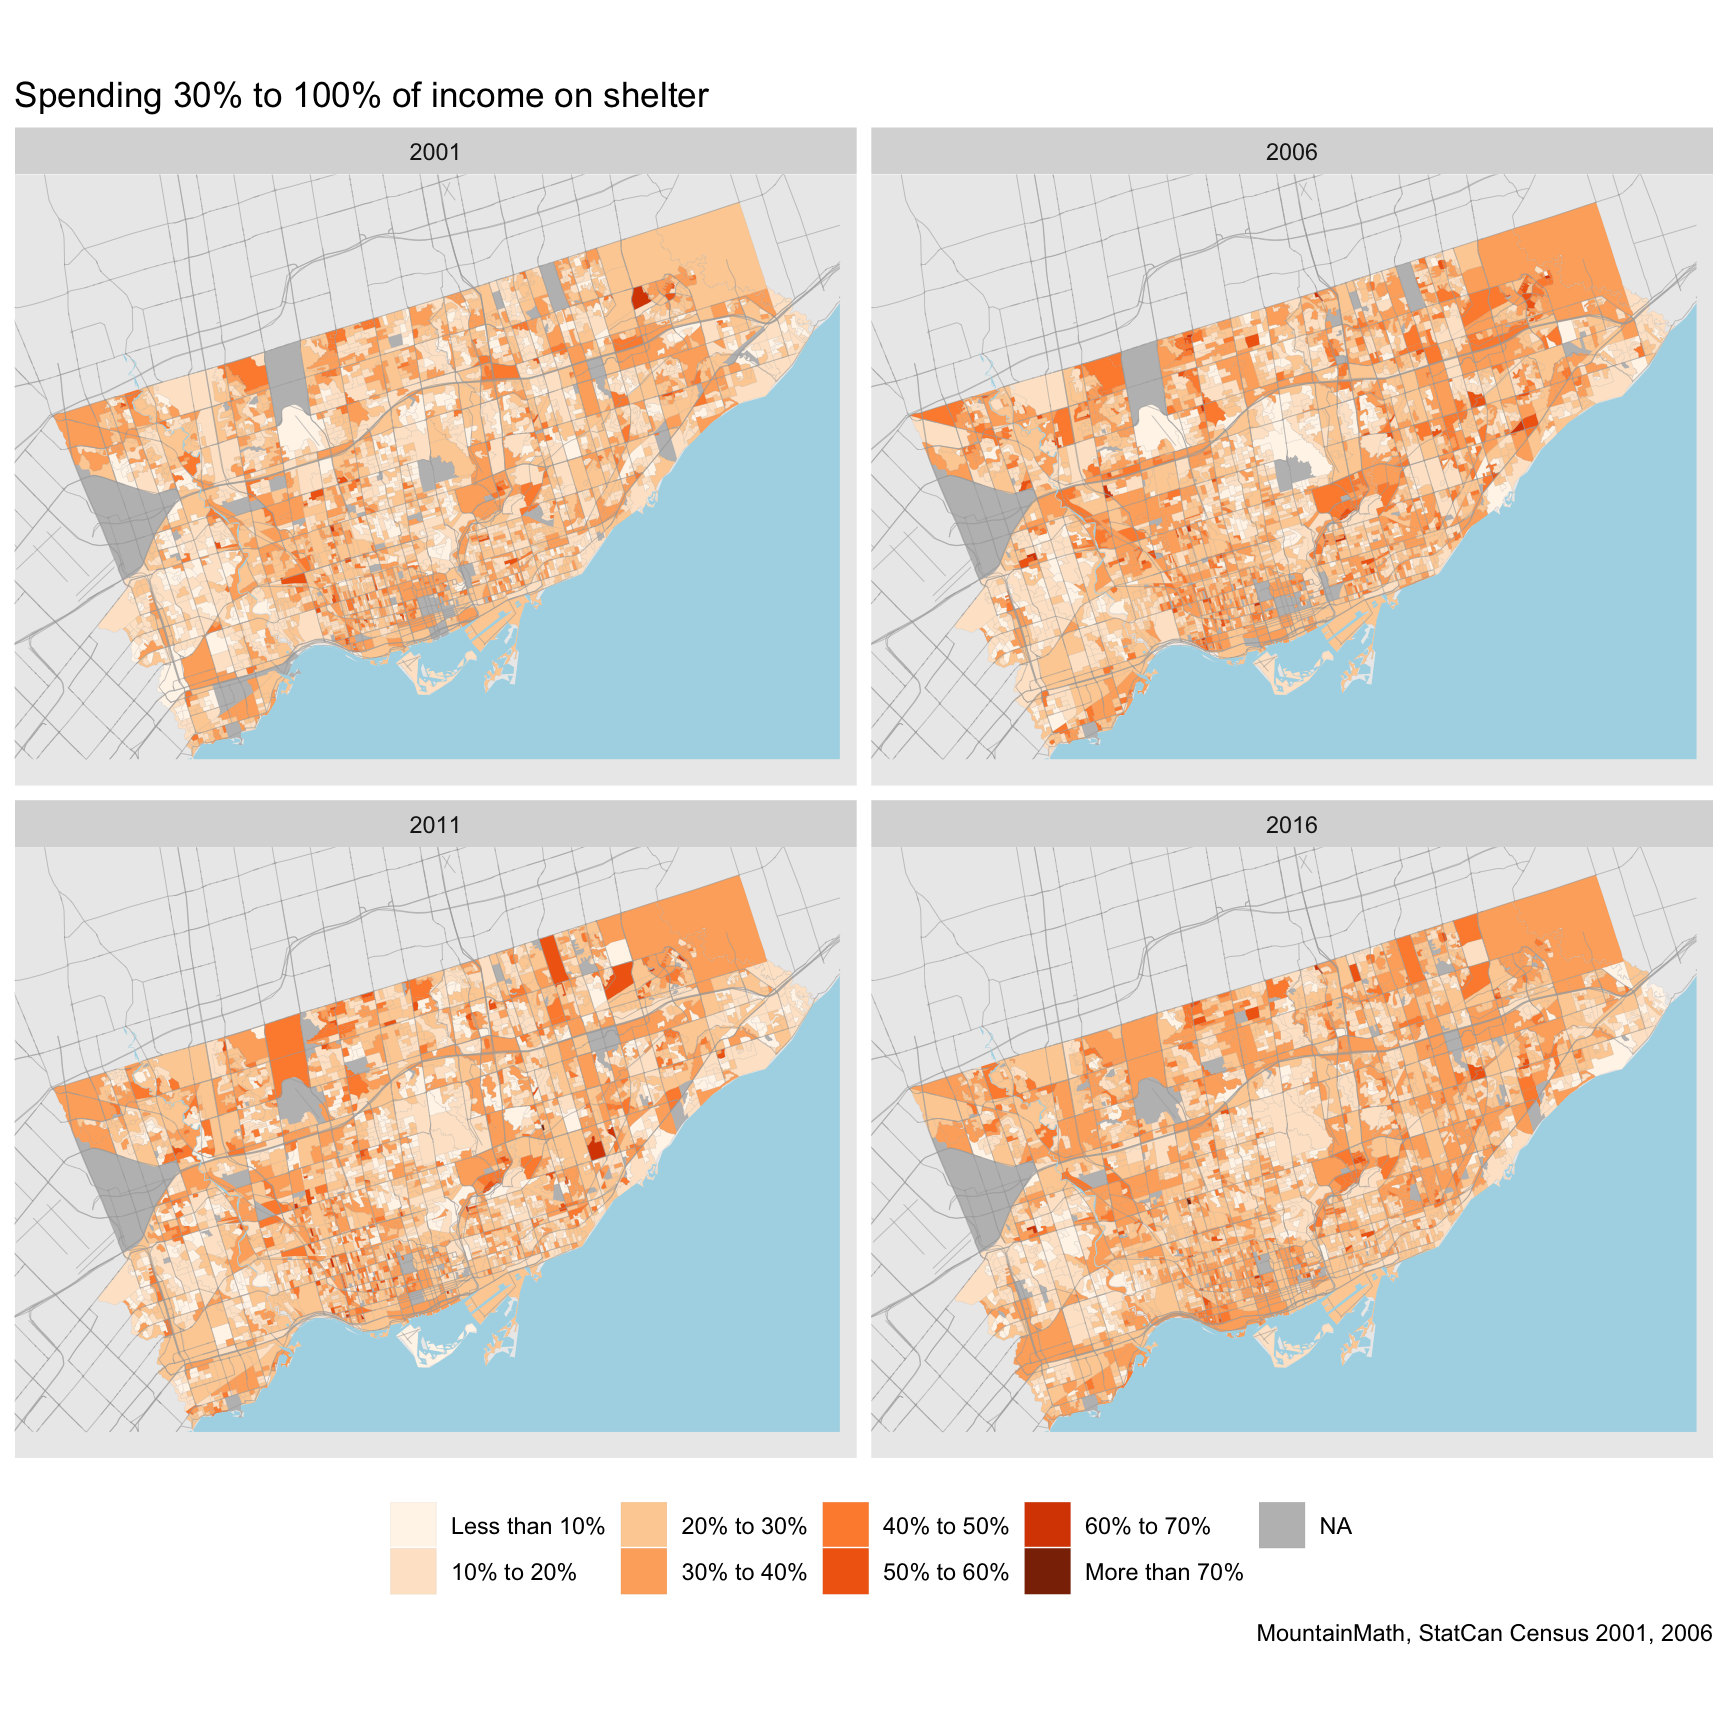 Spending 30% to 100% of income on shelter
2001
2006
2011
2016
Less than 10%
20% to 30%
40% to 50%
60% to 70%
NA
10% to 20%
30% to 40%
50% to 60%
More than 70%
MountainMath, StatCan Census 2001, 2006